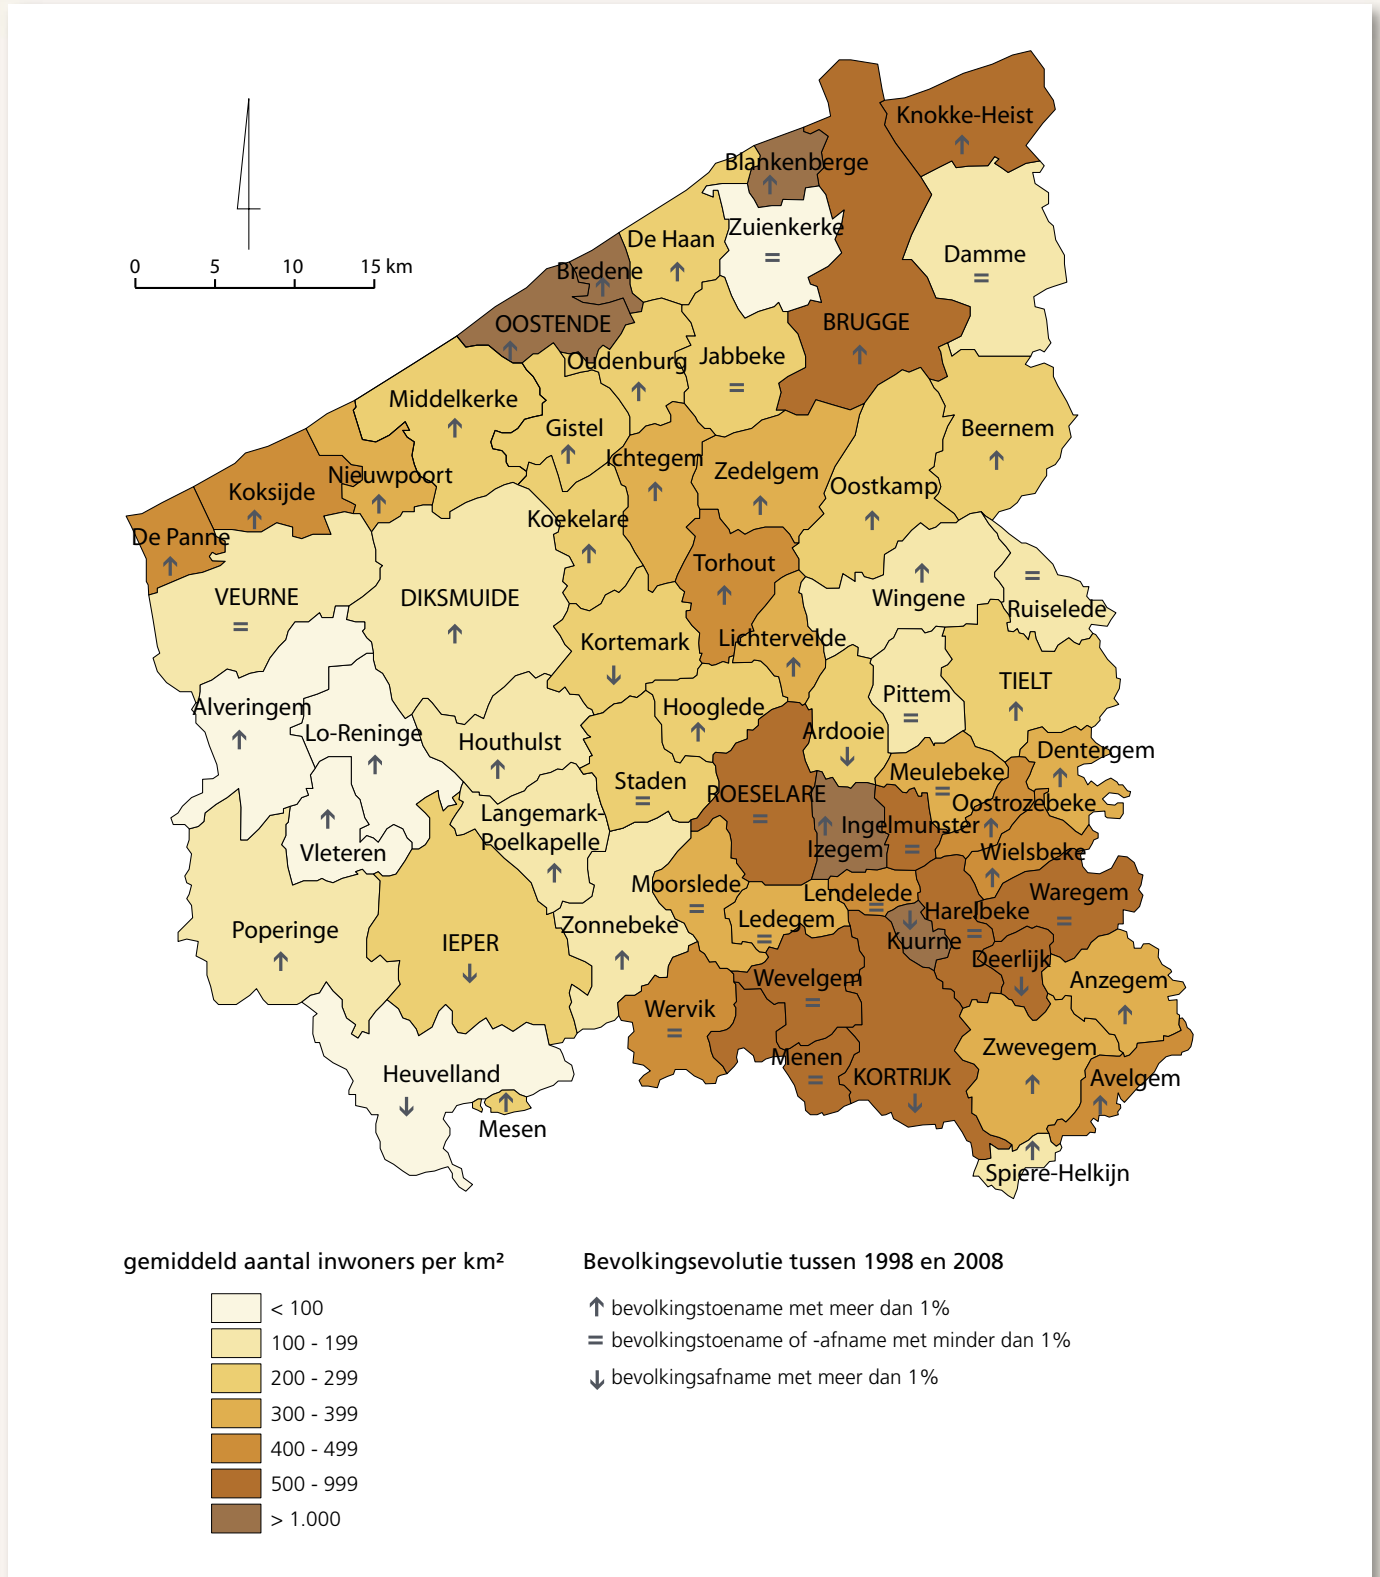 Knokke-Heist
Blankenberge
Zuienkerke
=
De Haan
Damme
=
Bredene
OOSTENDE
BRUGGE
0 5 10 15 km
Oudenburg
Jabbeke
=
Middelkerke
Gistel
Beernem
Ichtegem
Zedelgem
Oostkamp
Nieuwpoort
Koksijde
Koekelare
De Panne
Torhout
VEURNE
=
DIKSMUIDE
Wingene
=
Ruiselede
Kortemark
Lichtervelde
TIELT
Pittem
=
Alveringem
Hooglede
Lo-Reninge
Houthulst
Ardooie
Dentergem
Meulebeke
=
Staden
=
ROESELARE
=
Oostrozebeke
Langemark-
Poelkapelle
Ingelmunster
=
Izegem
Vleteren
Wielsbeke
Moorslede
=
Lendelede
=
Waregem
=
Harelbeke
=
Ledegem
=
Zonnebeke
Poperinge
IEPER
Kuurne
Deerlijk
Wevelgem
=
Anzegem
Wervik
=
Zwevegem
Menen
=
Heuvelland
KORTRIJK
Avelgem
Mesen
Spiere-Helkijn
gemiddeld aantal inwoners per km²
< 100
100 - 199
200 - 299
300 - 399
400 - 499
500 - 999
> 1.000
Bevolkingsevolutie tussen 1998 en 2008
↑ bevolkingstoename met meer dan 1%
= bevolkingstoename of -afname met minder dan 1%
↓ bevolkingsafname met meer dan 1%